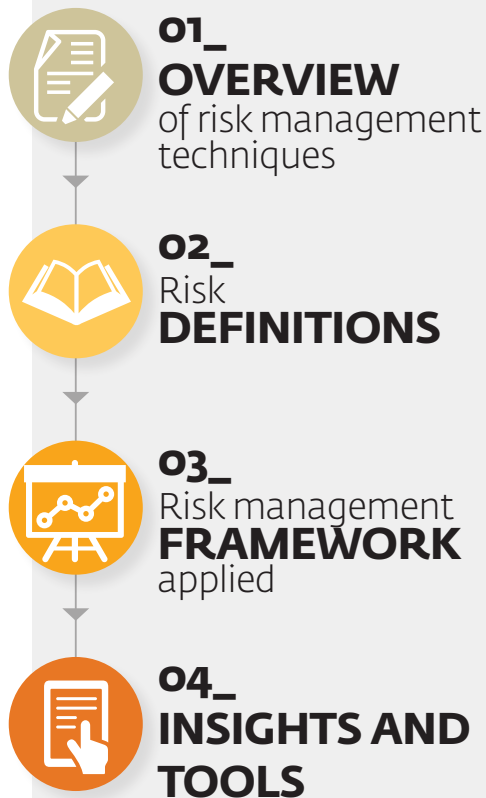 01_
OVERVIEW
of risk management
techniques
02_
Risk
DEFINITIONS
03_
Risk management
FRAMEWORK
applied
04_
INSIGHTS AND
TOOLS